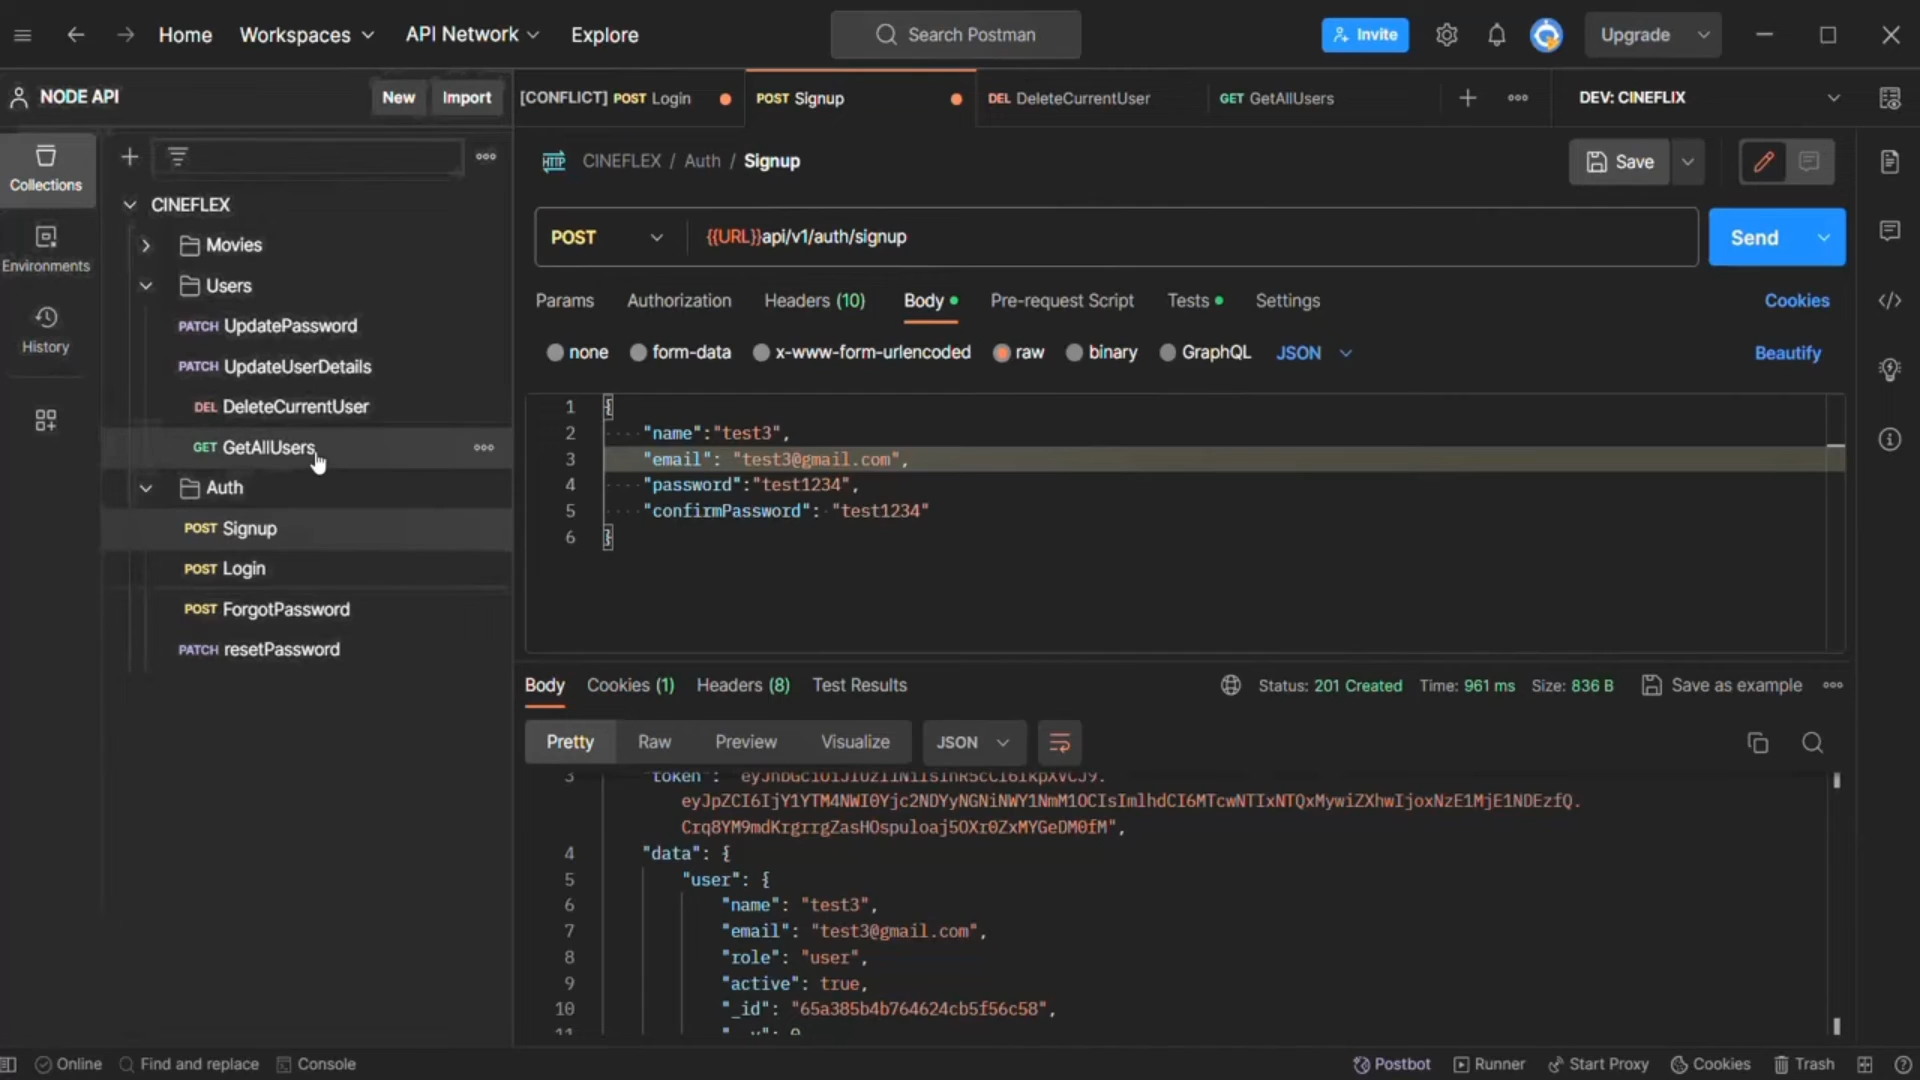 Home Workspaces API Network Explore Search Postman Invite Upgrade
NODE API New Import [CONFLICT] POST Login POST Signup DEL DeleteCurrentUser GET GetAllUsers DEV: CINEFLIX
Collections
Environments
History
CINEFLEX
Movies
Users
PATCH UpdatePassword
PATCH UpdateUserDetails
DEL DeleteCurrentUser
GET GetAllUsers
Auth
POST Signup
POST Login
POST ForgotPassword
PATCH resetPassword
HTTP CINEFLEX / Auth / Signup Save
POST {{URL}}api/v1/auth/signup Send
Params Authorization Headers (10) Body Pre-request Script Tests Settings Cookies
none form-data x-www-form-urlencoded raw binary GraphQL JSON Beautify
1 {
2 "name":"test3",
3 "email": "test3@gmail.com",
4 "password":"test1234",
5 "confirmPassword": "test1234"
6 }
Body Cookies (1) Headers (8) Test Results Status: 201 Created Time: 961 ms Size: 836 B Save as example
Pretty Raw Preview Visualize JSON
3 "token":
4 "data": {
5 "user": {
6 "name": "test3",
7 "email": "test3@gmail.com",
8 "role": "user",
9 "active": true,
10 "_id": "65a385b4b764624cb5f56c58",
11
Online Find and replace Console Postbot Runner Start Proxy Cookies Trash